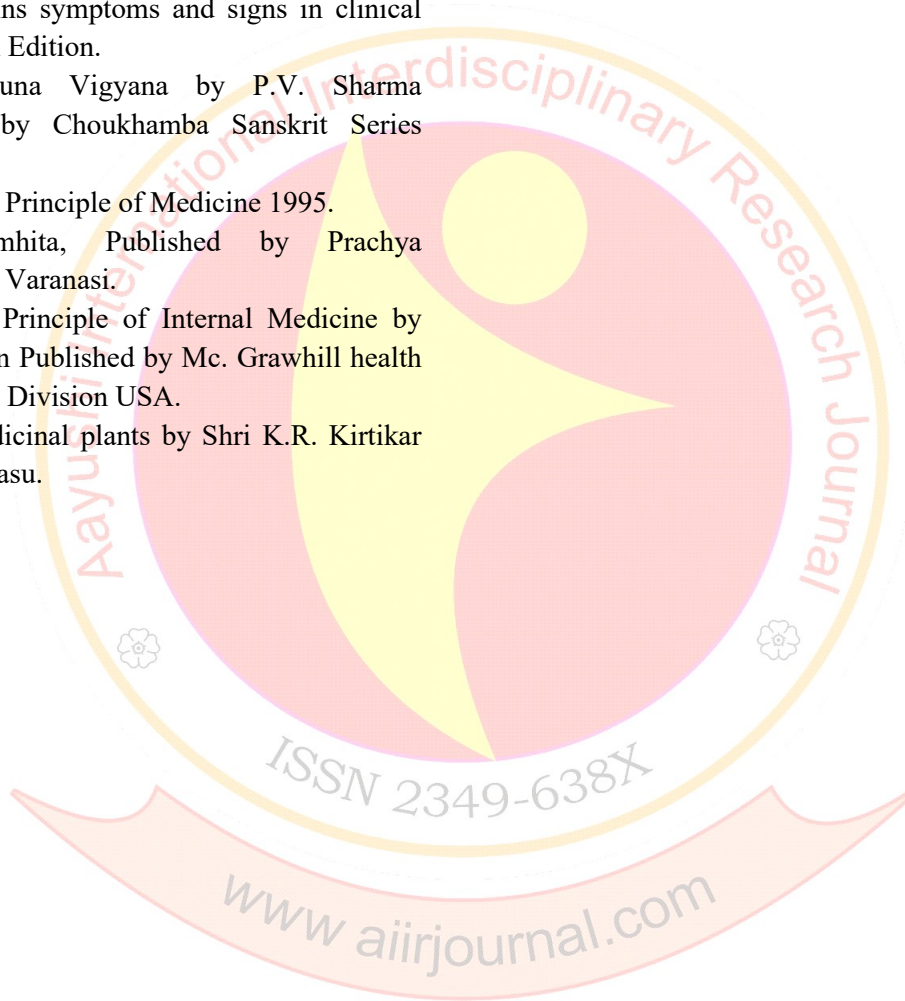 ns symptoms and signs in clinical
Edition.
una Vigyana by P.V. Sharma
by Choukhamba Sanskrit Series
Principle of Medicine 1995.
mhita, Published by Prachya
Varanasi.
Principle of Internal Medicine by
n Published by Mc. Grawhill health
Division USA.
dicinal plants by Shri K.R. Kirtikar
asu.
Aayushi International Interdisciplinary Research Journal
ISSN 2349-638X
www aiirjournal.com